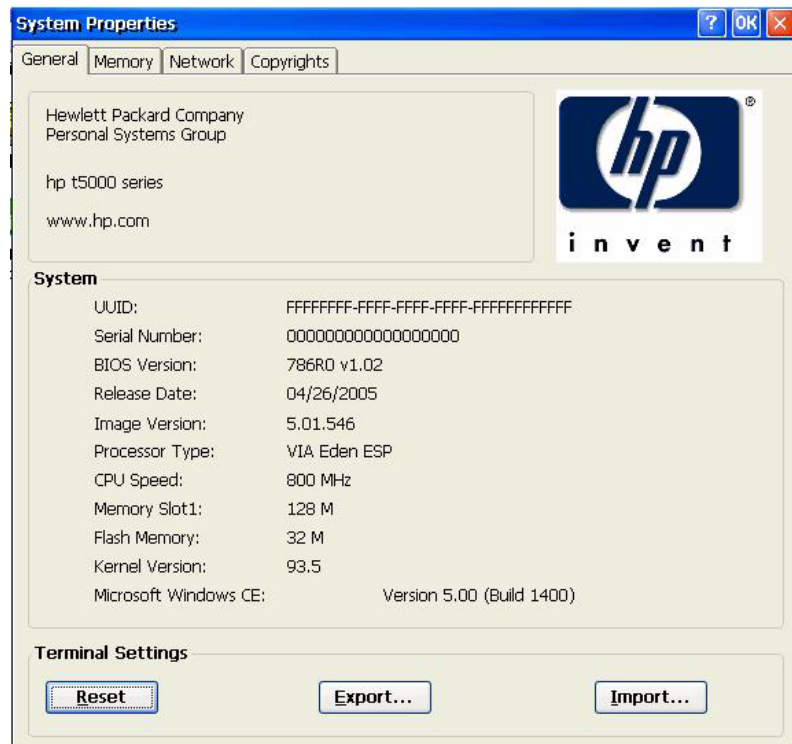 System Properties
? OK
General Memory Network Copyrights
Hewlett Packard Company
Personal Systems Group
hp t5000 series
www.hp.com
hp ®
invent
System
UUID: FFFFFFFF-FFFF-FFFF-FFFF-FFFFFFFFFFFF
Serial Number: 000000000000000000
BIOS Version: 786R0 v1.02
Release Date: 04/26/2005
Image Version: 5.01.546
Processor Type: VIA Eden ESP
CPU Speed: 800 MHz
Memory Slot1: 128 M
Flash Memory: 32 M
Kernel Version: 93.5
Microsoft Windows CE: Version 5.00 (Build 1400)
Terminal Settings
Reset Export... Import...